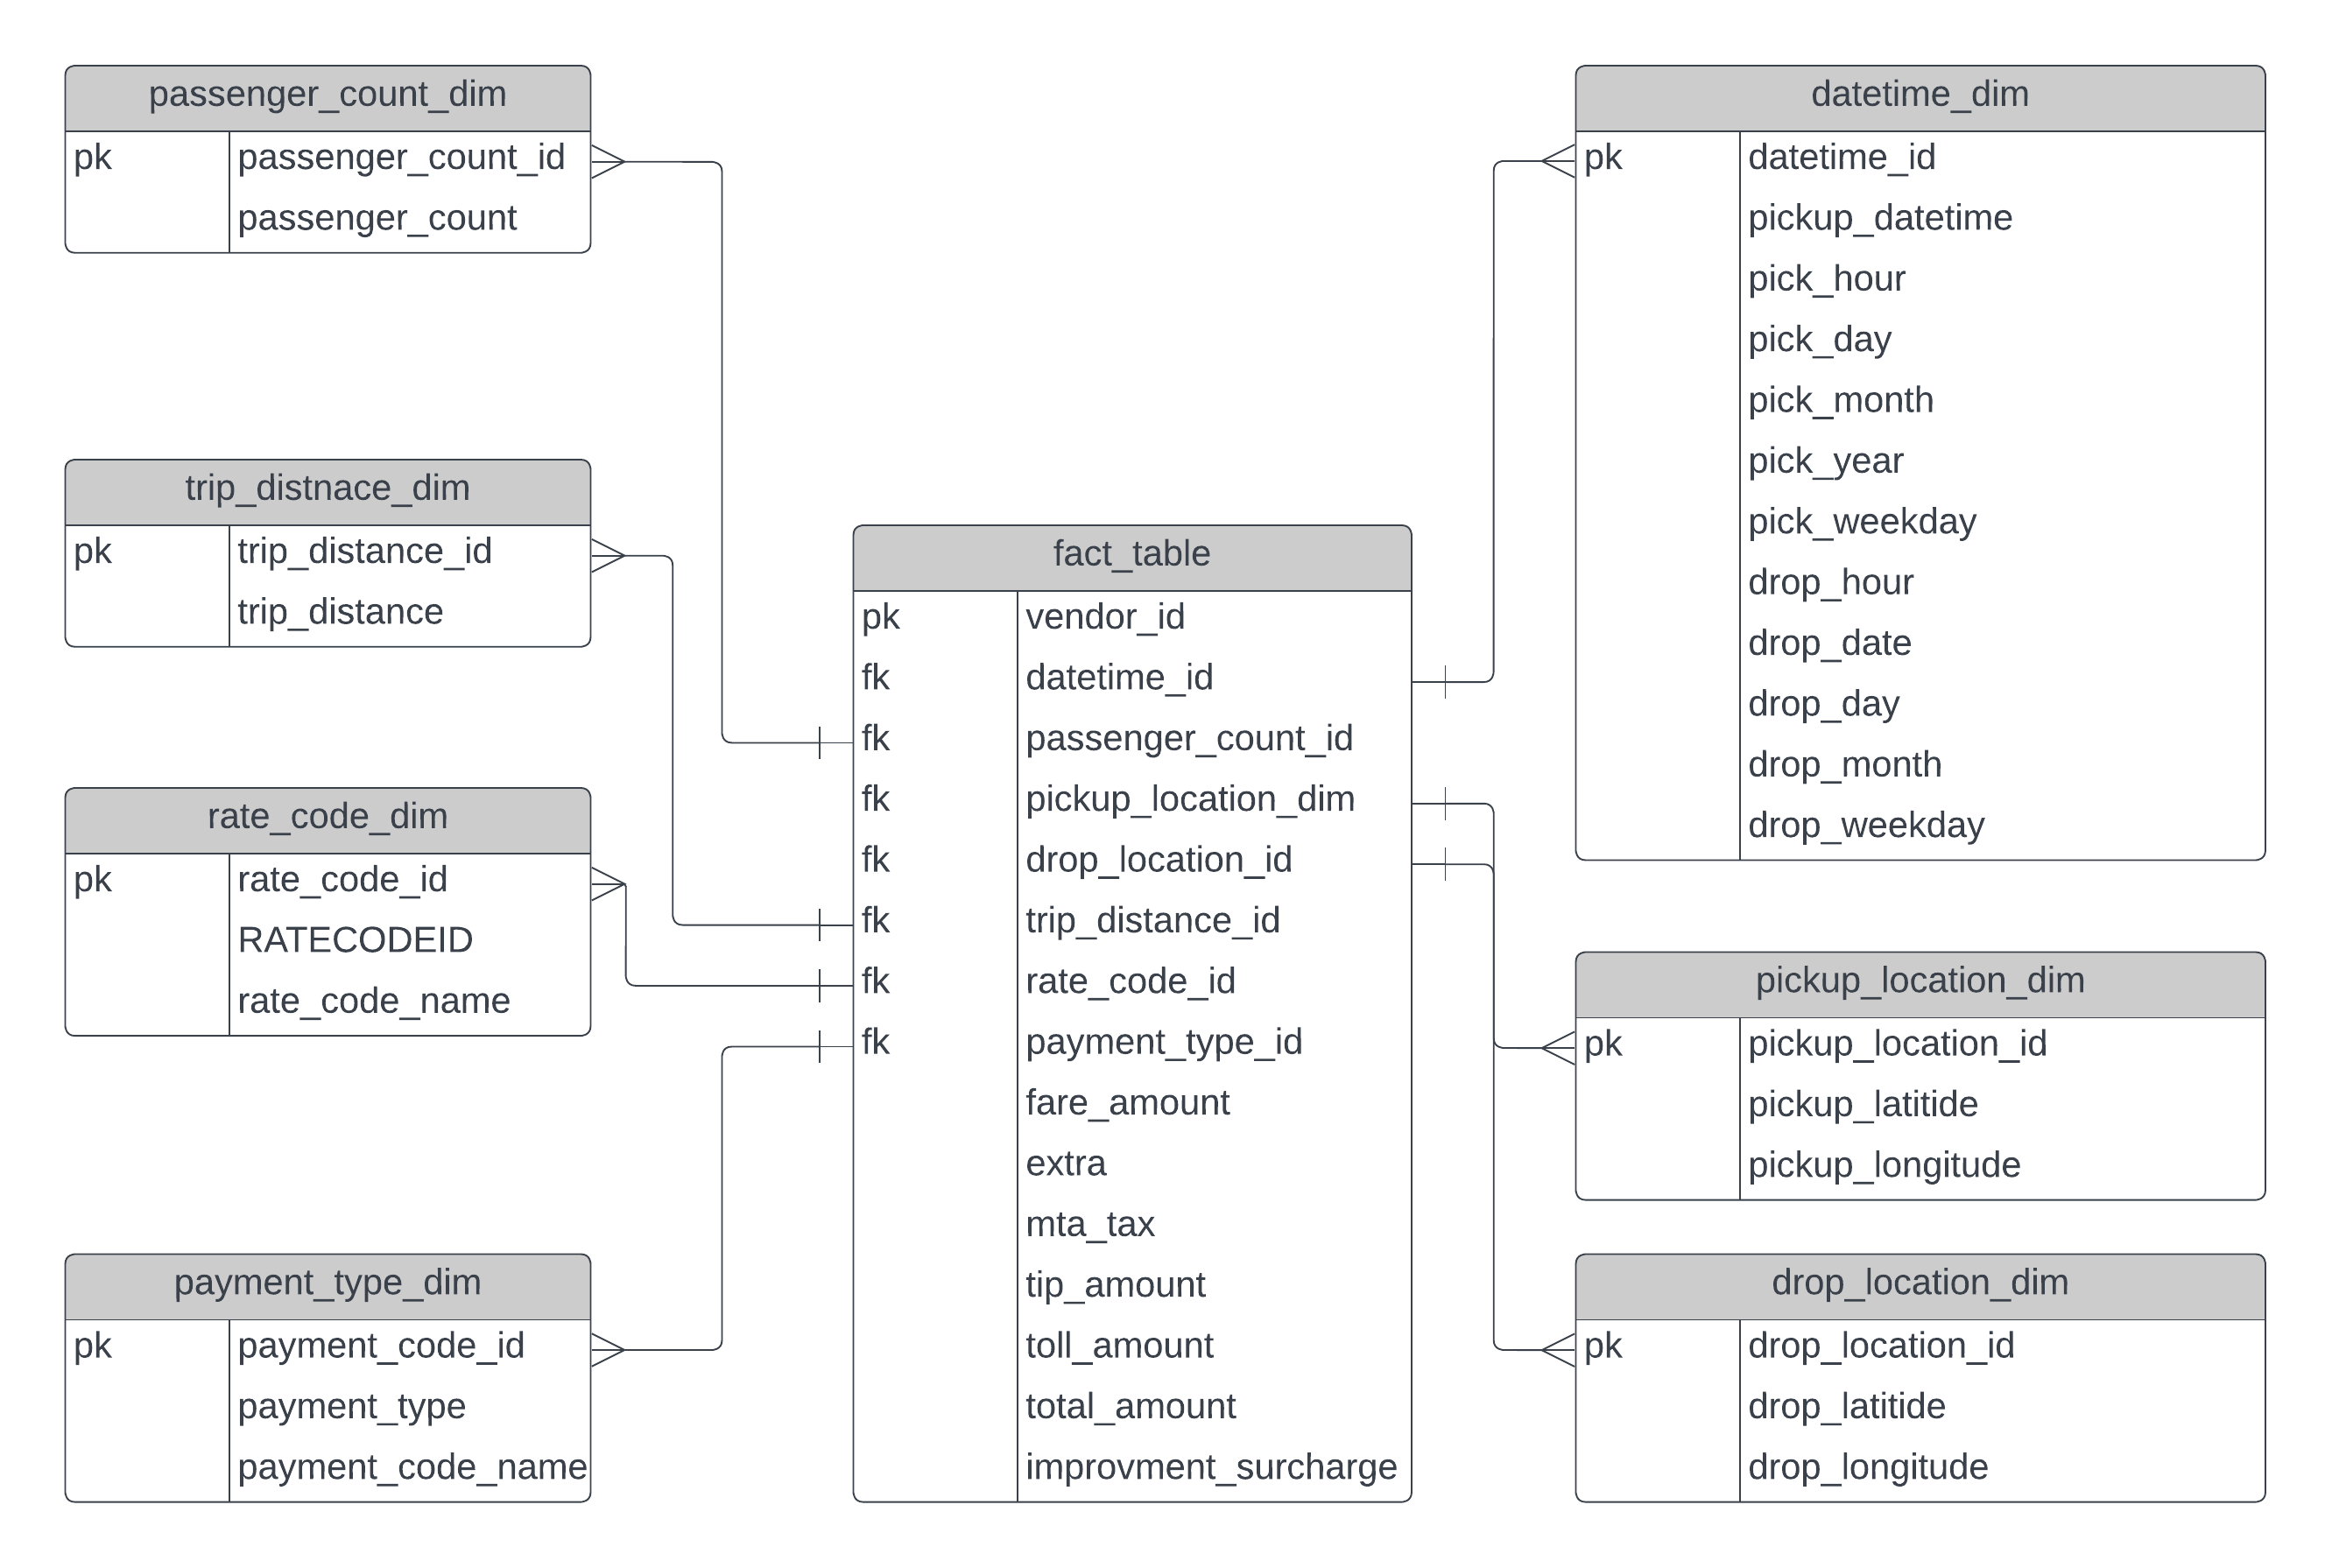 passenger_count_dim
pk passenger_count_id
passenger_count
trip_distnace_dim
pk trip_distance_id
trip_distance
rate_code_dim
pk rate_code_id
RATECODEID
rate_code_name
payment_type_dim
pk payment_code_id
payment_type
payment_code_name
fact_table
pk vendor_id
fk datetime_id
fk passenger_count_id
fk pickup_location_dim
fk drop_location_id
fk trip_distance_id
fk rate_code_id
fk payment_type_id
fare_amount
extra
mta_tax
tip_amount
toll_amount
total_amount
improvment_surcharge
datetime_dim
pk datetime_id
pickup_datetime
pick_hour
pick_day
pick_month
pick_year
pick_weekday
drop_hour
drop_date
drop_day
drop_month
drop_weekday
pickup_location_dim
pk pickup_location_id
pickup_latitide
pickup_longitude
drop_location_dim
pk drop_location_id
drop_latitide
drop_longitude